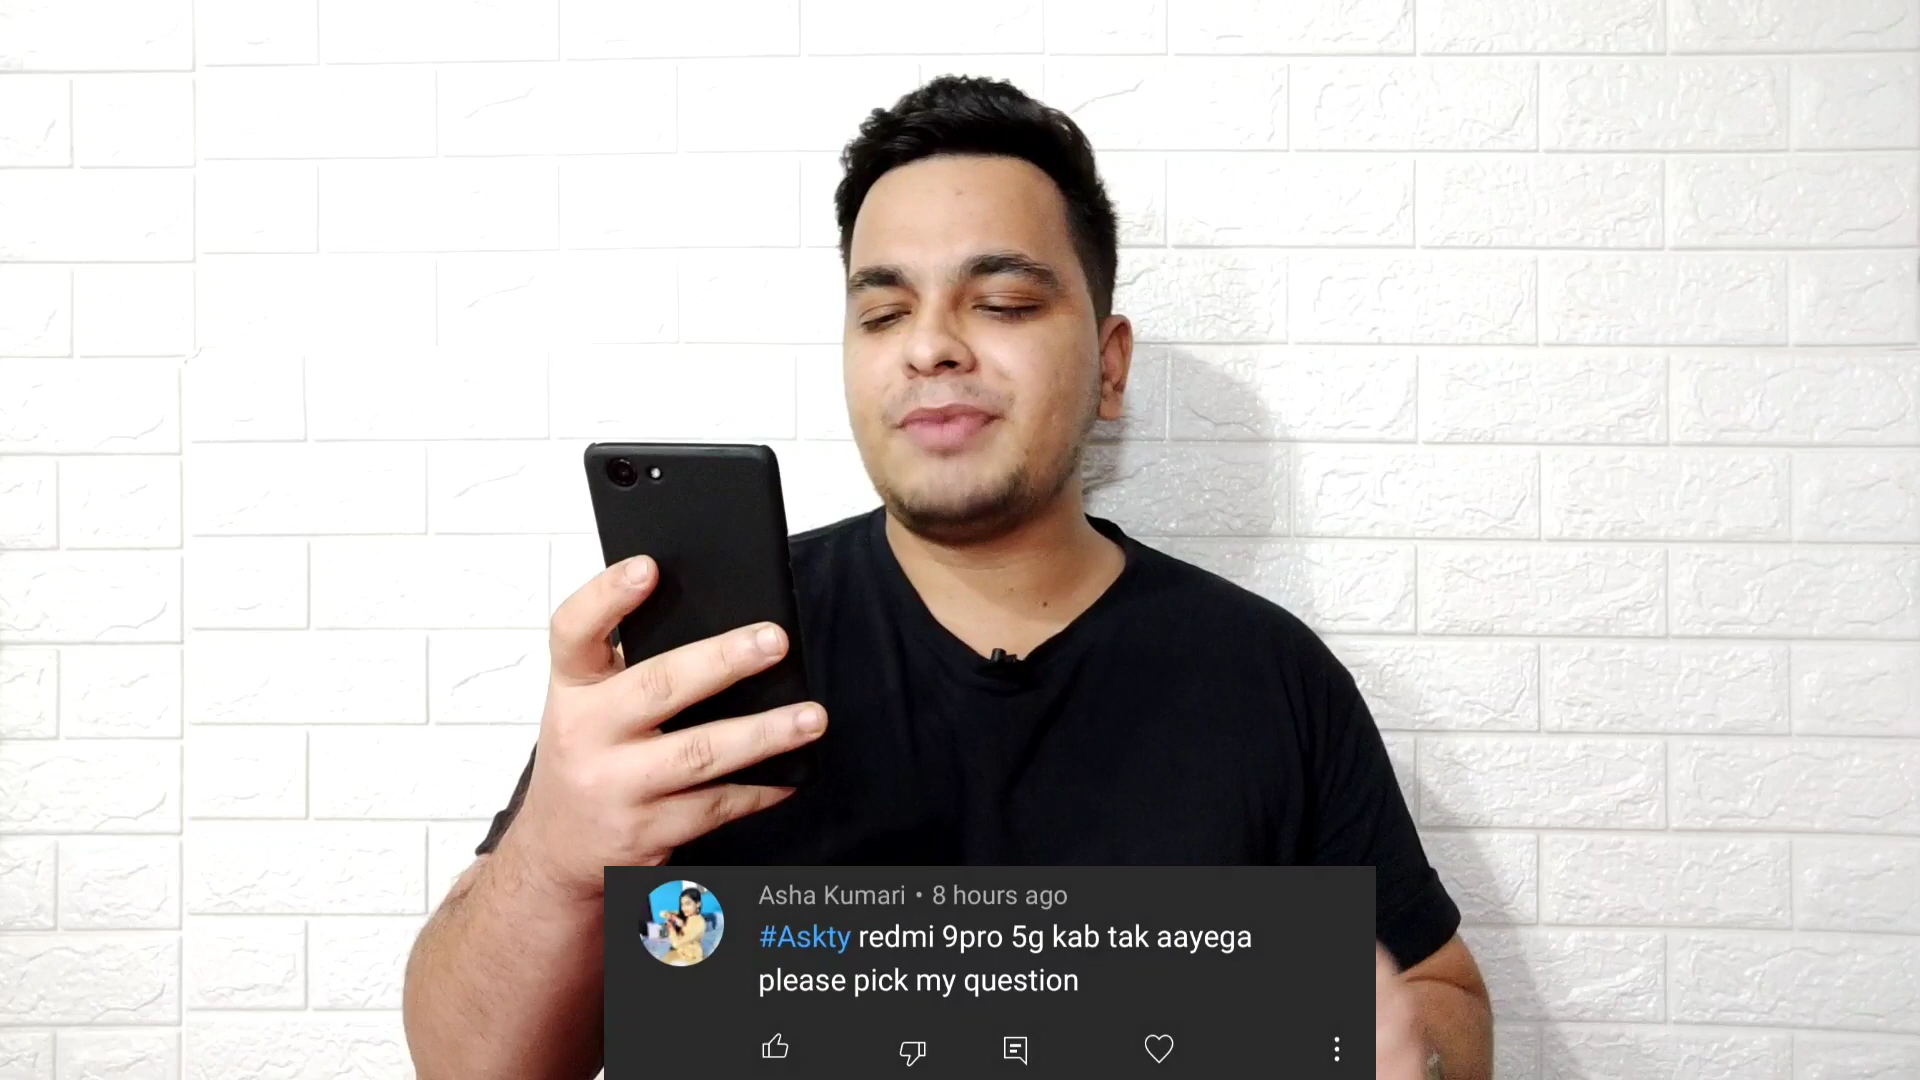 Asha Kumari • 8 hours ago
#Askty redmi 9pro 5g kab tak aayega
please pick my question